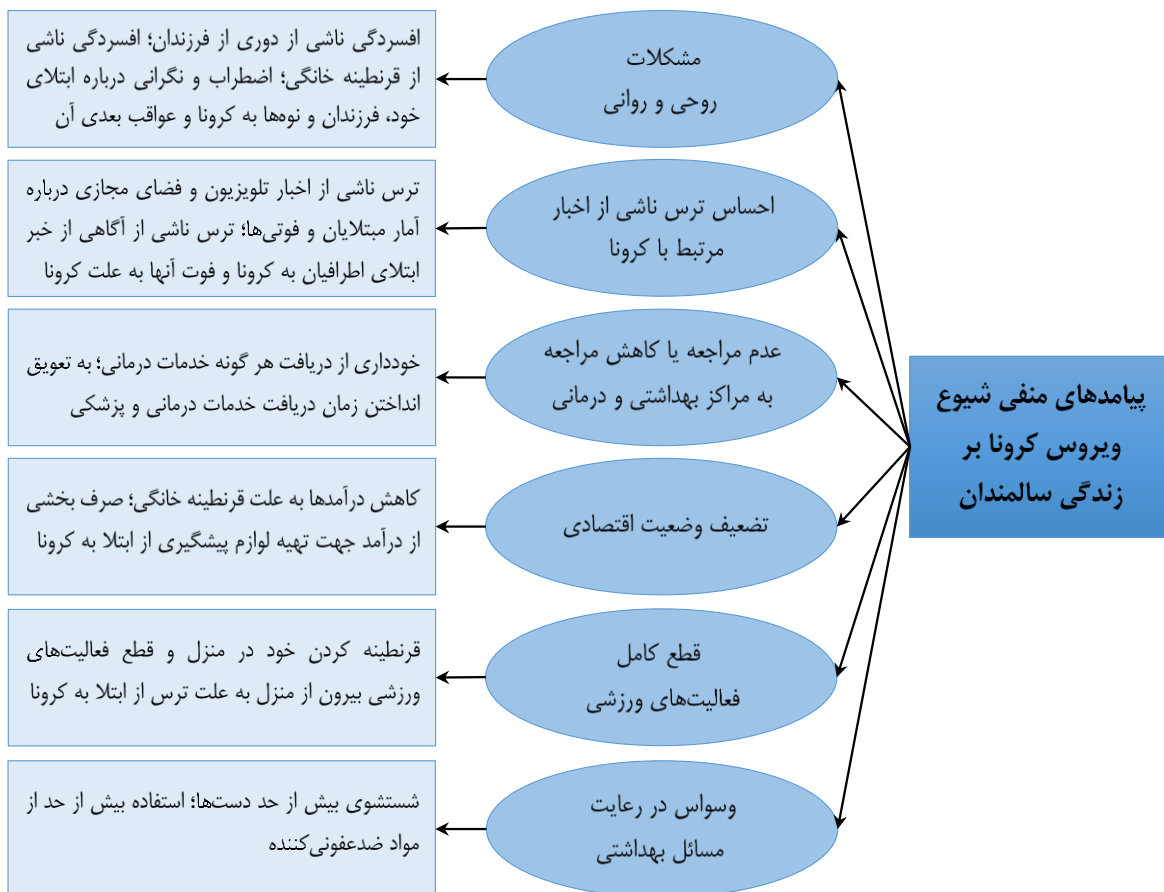 پیامدهای منفی شیوع
ویروس کرونا بر
زندگی سالمندان
مشکلات
روحی و روانی
افسردگی ناشی از دوری از فرزندان؛ افسردگی ناشی
از قرنطینه خانگی؛ اضطراب و نگرانی درباره ابتلای
خود، فرزندان و نوه‌ها به کرونا و عواقب بعدی آن
احساس ترس ناشی از اخبار
مرتبط با کرونا
ترس ناشی از اخبار تلویزیون و فضای مجازی درباره
آمار مبتلایان و فوتی‌ها؛ ترس ناشی از آگاهی از خبر
ابتلای اطرافیان به کرونا و فوت آنها به علت کرونا
عدم مراجعه یا کاهش مراجعه
به مراکز بهداشتی و درمانی
خودداری از دریافت هر گونه خدمات درمانی؛ به تعویق
انداختن زمان دریافت خدمات درمانی و پزشکی
تضعیف وضعیت اقتصادی
کاهش درآمدها به علت قرنطینه خانگی؛ صرف بخشی
از درآمد جهت تهیه لوازم پیشگیری از ابتلا به کرونا
قطع کامل
فعالیت‌های ورزشی
قرنطینه کردن خود در منزل و قطع فعالیت‌های
ورزشی بیرون از منزل به علت ترس از ابتلا به کرونا
وسواس در رعایت
مسائل بهداشتی
شستشوی بیش از حد دست‌ها؛ استفاده بیش از حد از
مواد ضدعفونی‌کننده